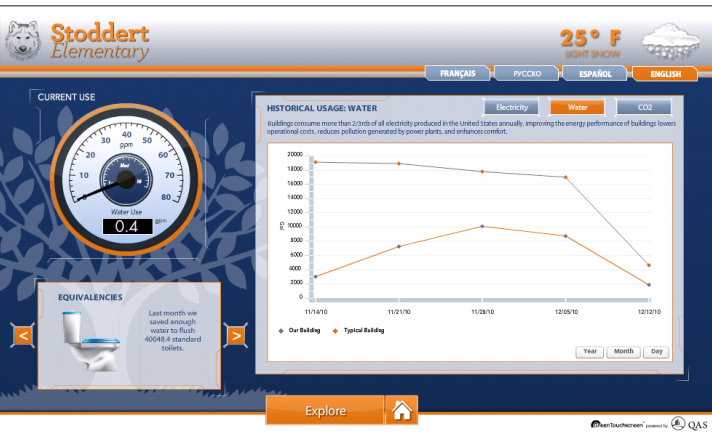 Stoddert
Elementary
25° F
LIGHT SNOW
FRANÇAIS
РУССКО
ESPAÑOL
ENGLISH
CURRENT USE
10
20
30
40
50
60
70
80
gpm
Water Use
0.4
gpm
EQUIVALENCIES
Last month we
saved enough
water to flush
40048.4 standard
toilets.
<
>
HISTORICAL USAGE: WATER
Electricity
Water
CO2
Buildings consume more than 2/3rds of all electricity produced in the United States annually. Improving the energy performance of buildings lowers
operational costs, reduces pollution generated by power plants, and enhances comfort.
20000
18000
16000
14000
12000
10000
8000
6000
4000
2000
0
11/14/10
11/21/10
11/28/10
12/05/10
12/12/10
Our Building
Typical Building
Year
Month
Day
Explore
GreenTouchscreen powered by QAS